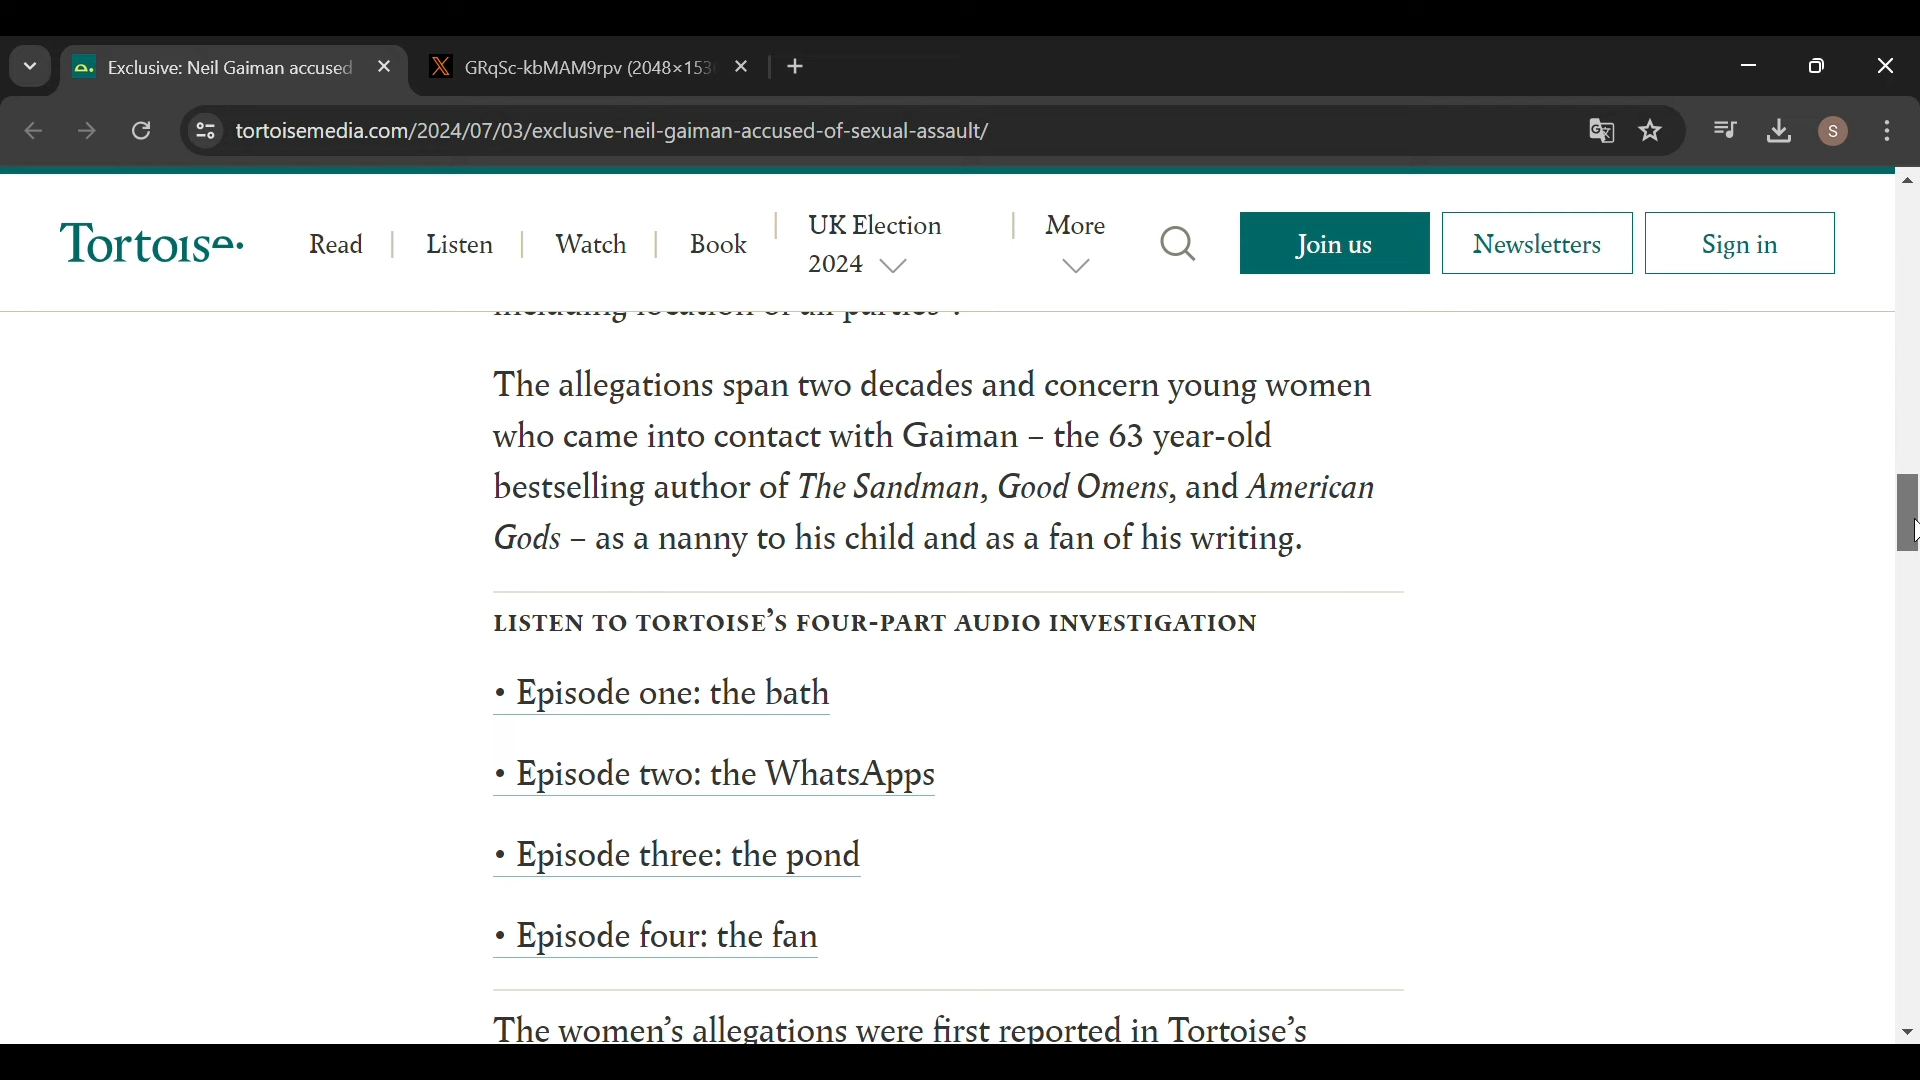 Exclusive: Neil Gaiman accused
GRqSc-kbMAM9rpv (2048×153
tortoisemedia.com/2024/07/03/exclusive-neil-gaiman-accused-of-sexual-assault/
S
Tortoise.
Read
Listen
Watch
Book
UK Election
2024
More
Join us
Newsletters
Sign in
including location of all parties".
The allegations span two decades and concern young women
who came into contact with Gaiman – the 63 year-old
bestselling author of The Sandman, Good Omens, and American
Gods – as a nanny to his child and as a fan of his writing.
LISTEN TO TORTOISE’S FOUR-PART AUDIO INVESTIGATION
• Episode one: the bath
• Episode two: the WhatsApps
• Episode three: the pond
• Episode four: the fan
The women’s allegations were first reported in Tortoise’s